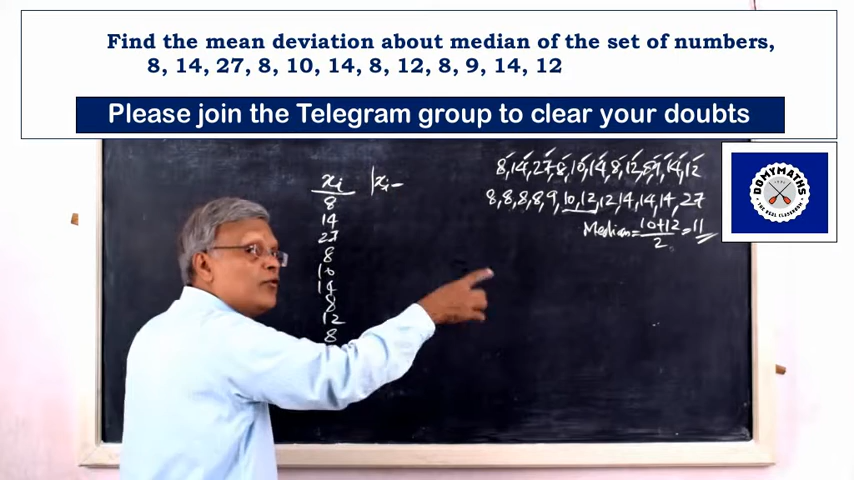 Find the mean deviation about median of the set of numbers,
8, 14, 27, 8, 10, 14, 8, 12, 8, 9, 14, 12
Please join the Telegram group to clear your doubts
xᵢ |xᵢ-
8
14
27
8
10
14
8
12
8
8, 14, 27, 8, 10, 14, 8, 12, 8, 9, 14, 12
8, 8, 8, 8, 9, 10, 12, 12, 14, 14, 14, 27
Median = 10+12/2 = 11
DOMYMATHS
THE REAL CLASSROOM